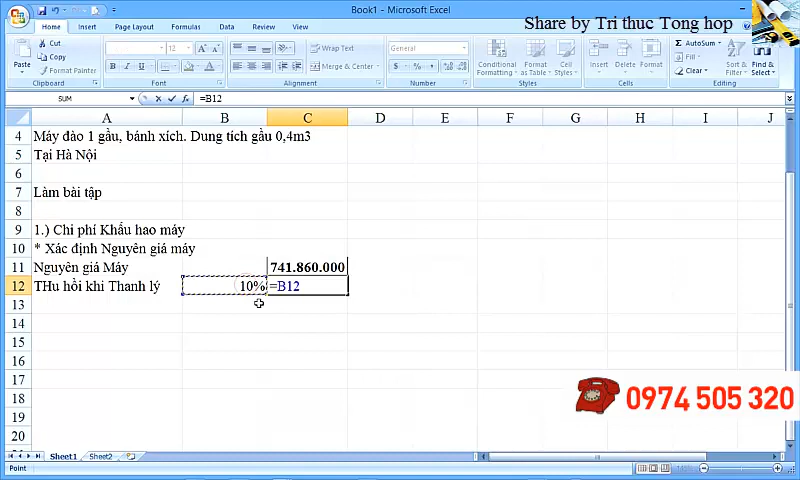 Book1 - Microsoft Excel
Share by Tri thuc Tong hop
Home Insert Page Layout Formulas Data Review View
Paste Cut Copy Format Painter Clipboard
12 Font
Wrap Text Merge & Center Alignment
General Number
Conditional Formatting Format as Table Cell Styles Styles
Insert Delete Format Cells
AutoSum Fill Clear Sort & Filter Find & Select Editing
SUM =B12
A B C D E F G H I J
4 Máy đào 1 gầu, bánh xích. Dung tích gầu 0,4m3
5 Tại Hà Nội
6
7 Làm bài tập
8
9 1.) Chi phí Khấu hao máy
10 * Xác định Nguyên giá máy
11 Nguyên giá Máy 741.860.000
12 THu hồi khi Thanh lý 10% =B12
13
14
15
16
17
18
19
20
0974 505 320
Sheet1 Sheet2
Point